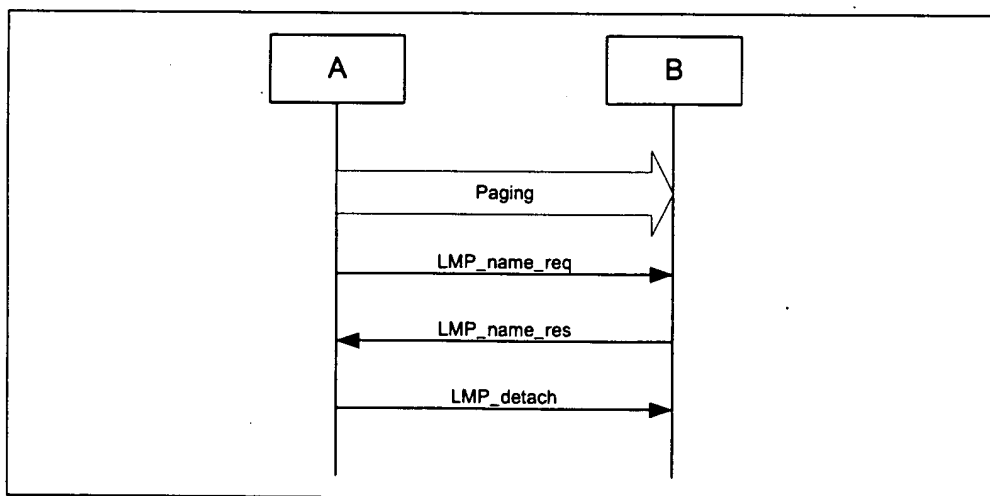 A
B
Paging
LMP_name_req
LMP_name_res
LMP_detach